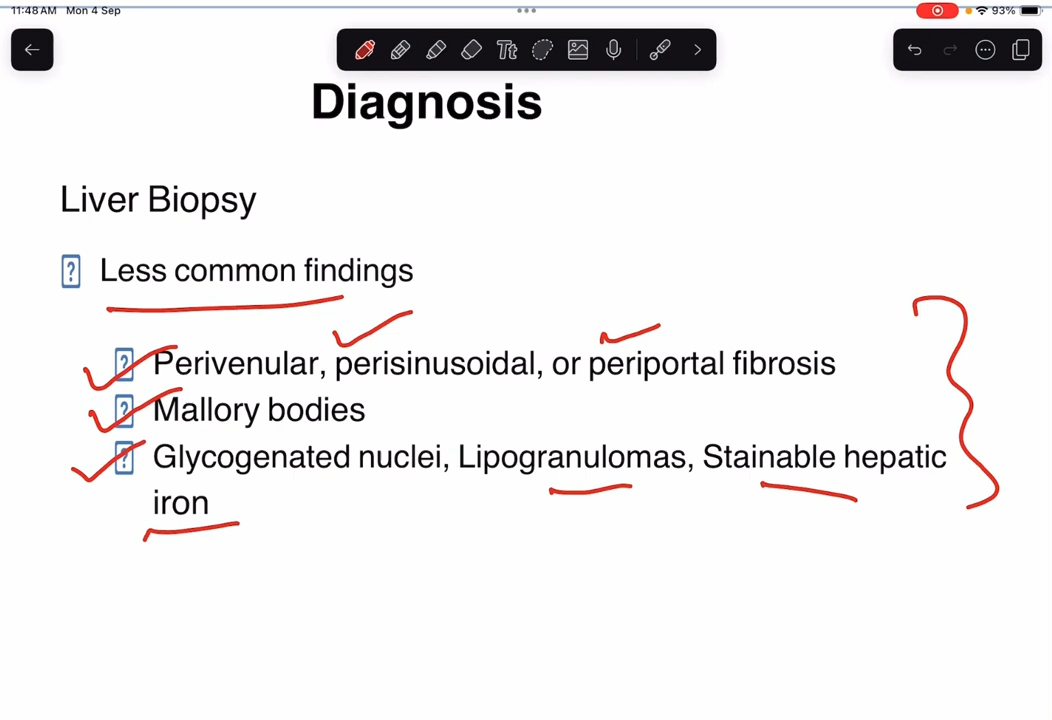 11:48 AM Mon 4 Sep
93%
Tt
Diagnosis
Liver Biopsy
Less common findings
Perivenular, perisinusoidal, or periportal fibrosis
Mallory bodies
Glycogenated nuclei, Lipogranulomas, Stainable hepatic
iron